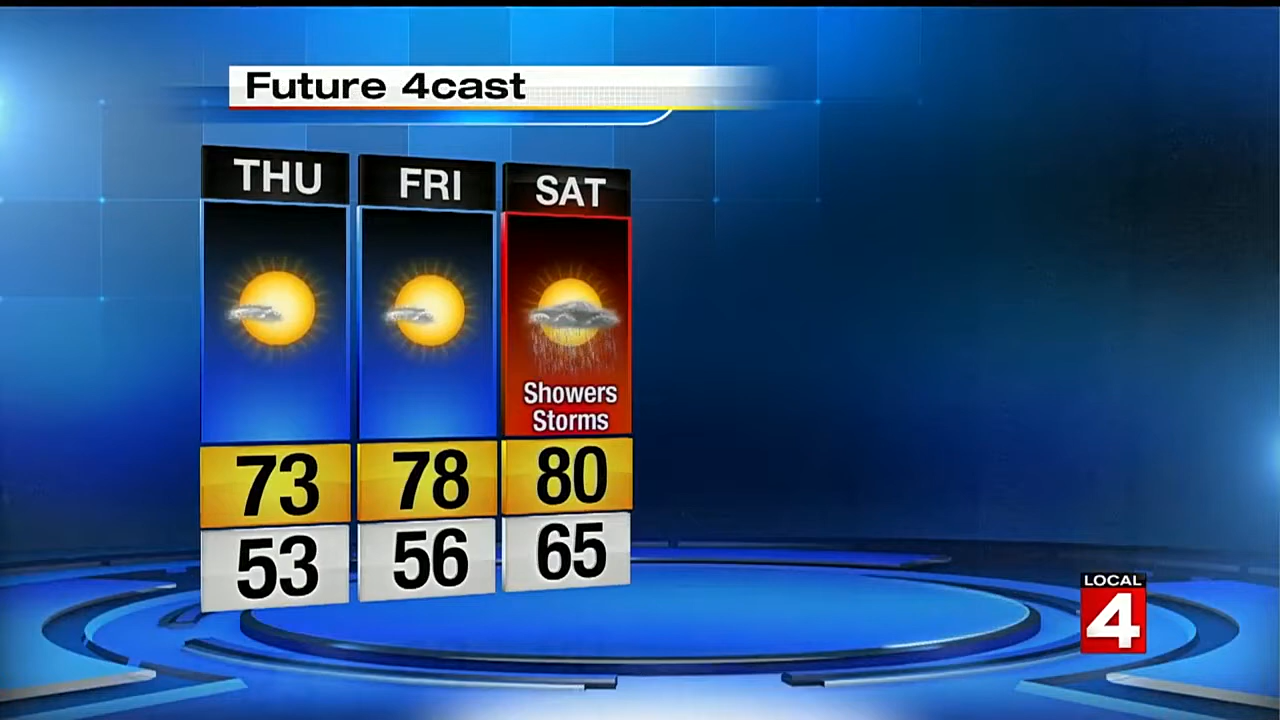 Future 4cast
THU FRI SAT
Showers
Storms
73 78 80
53 56 65
LOCAL
4